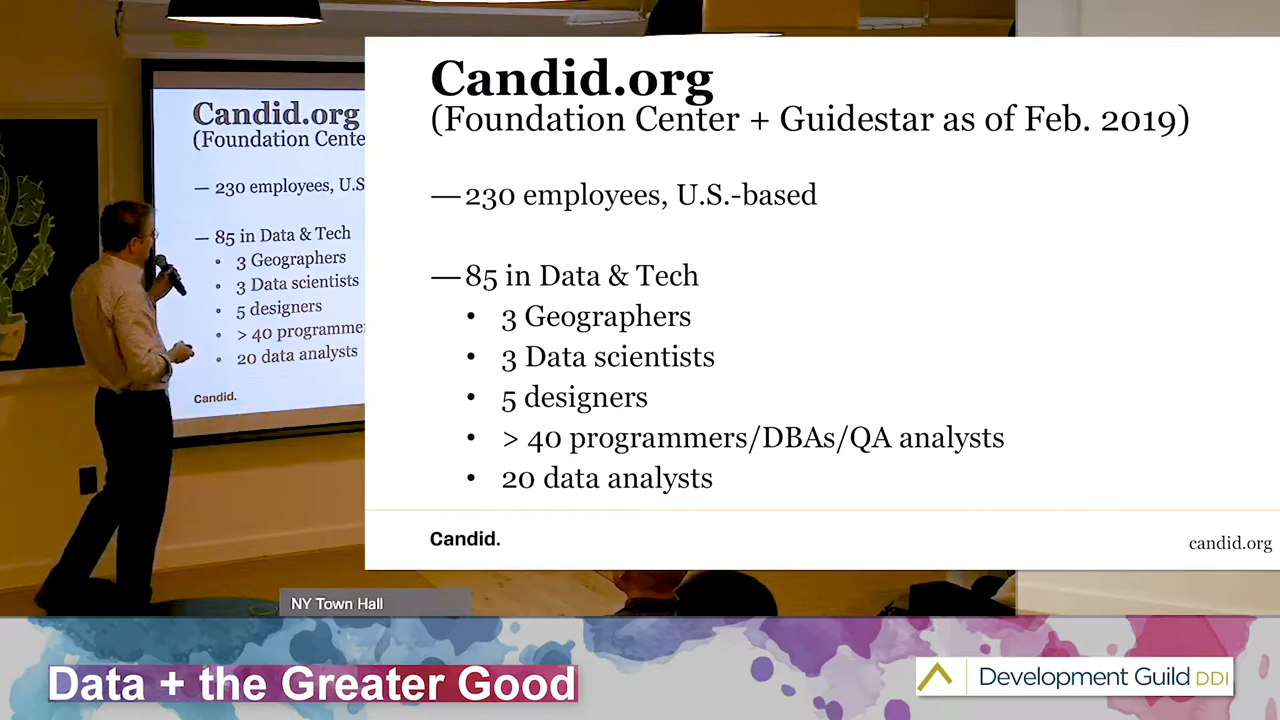 Candid.org
(Foundation Cente
— 230 employees, U.S
— 85 in Data & Tech
• 3 Geographers
• 3 Data scientists
• 5 designers
• > 40 programme
• 20 data analysts
Candid.
Candid.org
(Foundation Center + Guidestar as of Feb. 2019)
— 230 employees, U.S.-based
— 85 in Data & Tech
• 3 Geographers
• 3 Data scientists
• 5 designers
• > 40 programmers/DBAs/QA analysts
• 20 data analysts
Candid.
candid.org
NY Town Hall
Data + the Greater Good
Development Guild DDI